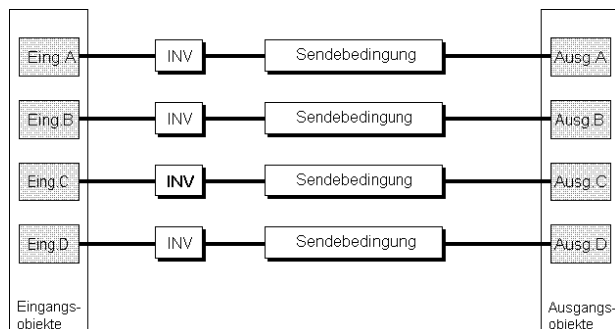 Eing.A INV Sendebedingung Ausg.A
Eing.B INV Sendebedingung Ausg.B
Eing.C INV Sendebedingung Ausg.C
Eing.D INV Sendebedingung Ausg.D
Eingangs-
objekte
Ausgangs-
objekte